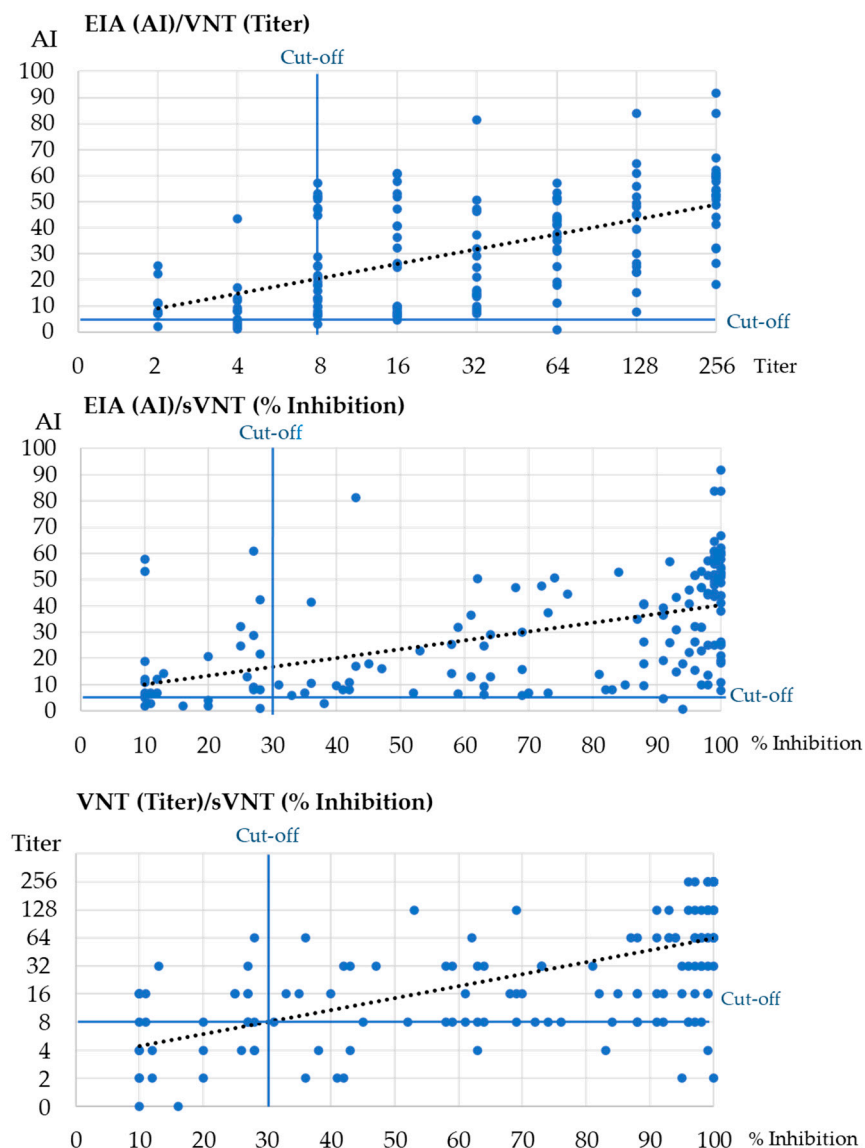 EIA (AI)/VNT (Titer)
AI
Cut-off
100
90
80
70
60
50
40
30
20
10
0
Cut-off
0 2 4 8 16 32 64 128 256 Titer
EIA (AI)/sVNT (% Inhibition)
AI
Cut-off
100
90
80
70
60
50
40
30
20
10
0
Cut-off
0 10 20 30 40 50 60 70 80 90 100 % Inhibition
VNT (Titer)/sVNT (% Inhibition)
Titer
Cut-off
256
128
64
32
16
8
4
2
0
Cut-off
0 10 20 30 40 50 60 70 80 90 100 % Inhibition